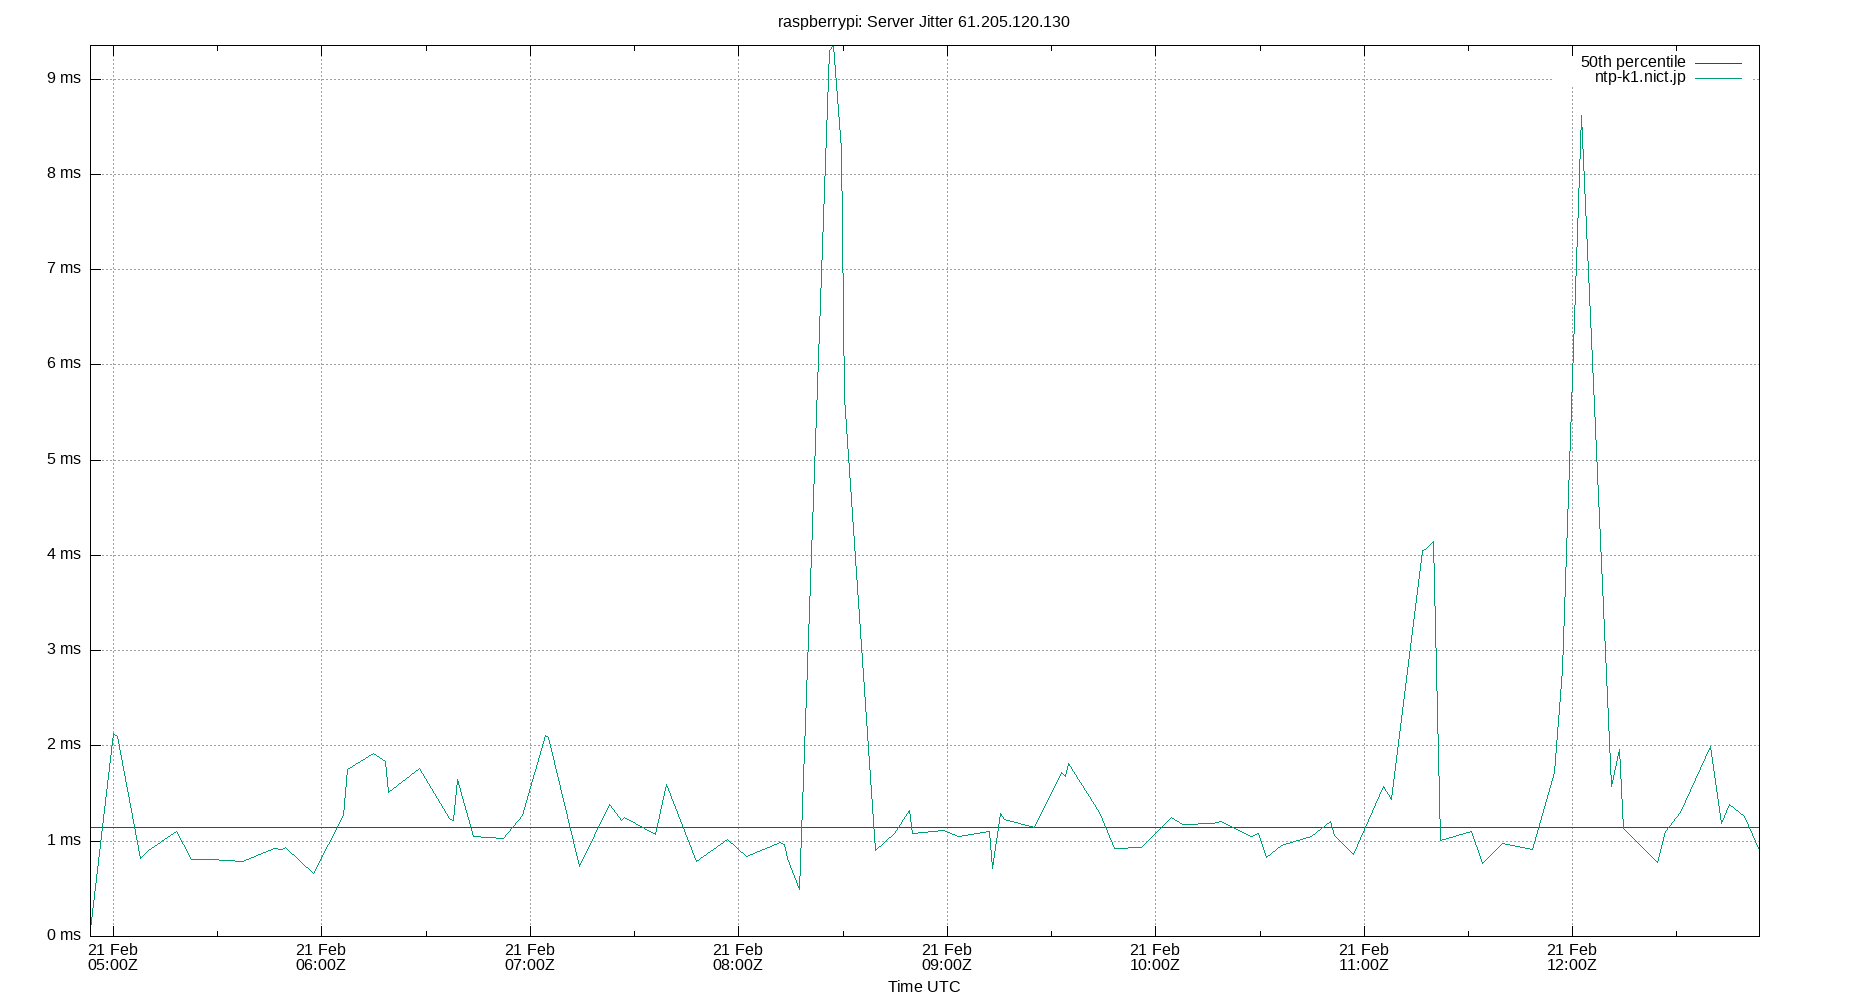 raspberrypi: Server Jitter 61.205.120.130
50th percentile
ntp-k1.nict.jp
9 ms
8 ms
7 ms
6 ms
5 ms
4 ms
3 ms
2 ms
1 ms
0 ms
21 Feb 21 Feb 21 Feb 21 Feb 21 Feb 21 Feb 21 Feb 21 Feb
05:00Z 06:00Z 07:00Z 08:00Z 09:00Z 10:00Z 11:00Z 12:00Z
Time UTC